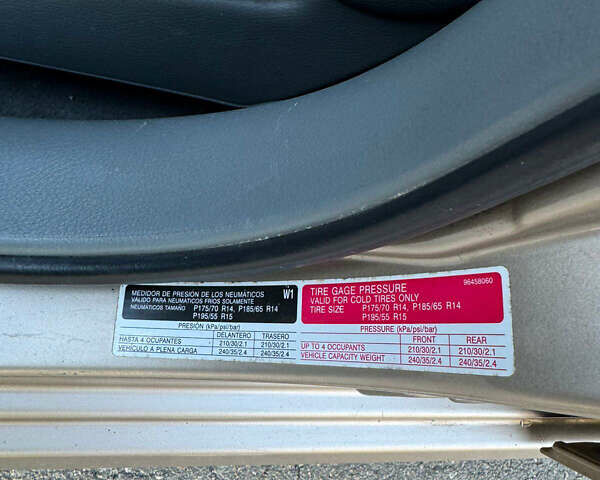 MEDIDOR DE PRESION DE LOS NEUMÁTICOS W1
VALIDO PARA NEUMATICOS FRIOS SOLAMENTE
NEUMÁTICOS TAMAÑO P175/70 R14, P185/65 R14
P195/55 R15
PRESIÓN (kPa/psi/bar)
DELANTERO TRASERO
HASTA 4 OCUPANTES 210/30/2.1 210/30/2.1
VEHICULO A PLENA CARGA 240/35/2.4 240/35/2.4
96458060
TIRE GAGE PRESSURE
VALID FOR COLD TIRES ONLY
TIRE SIZE P175/70 R14, P185/65 R14
P195/55 R15
PRESSURE (kPa/psi/bar)
FRONT REAR
UP TO 4 OCCUPANTS 210/30/2.1 210/30/2.1
VEHICLE CAPACITY WEIGHT 240/35/2.4 240/35/2.4